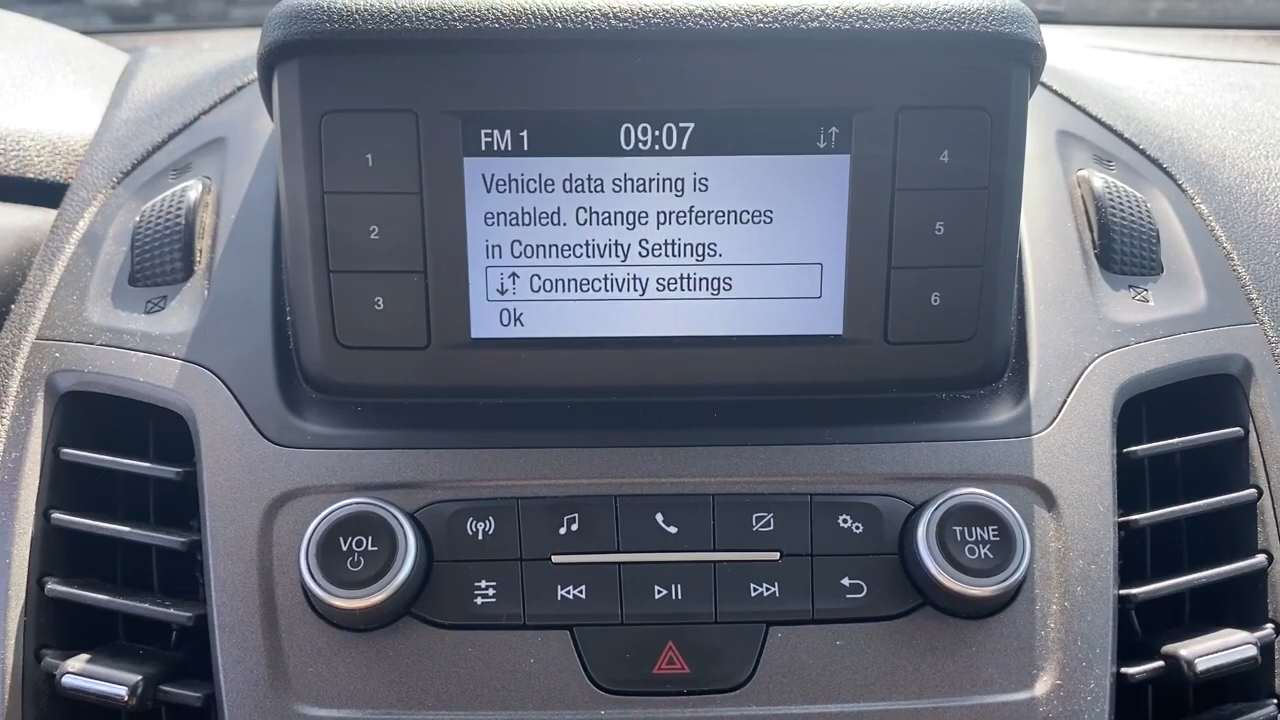 FM 1 09:07
Vehicle data sharing is
enabled. Change preferences
in Connectivity Settings.
Connectivity settings
Ok
1
2
3
4
5
6
VOL
TUNE
OK